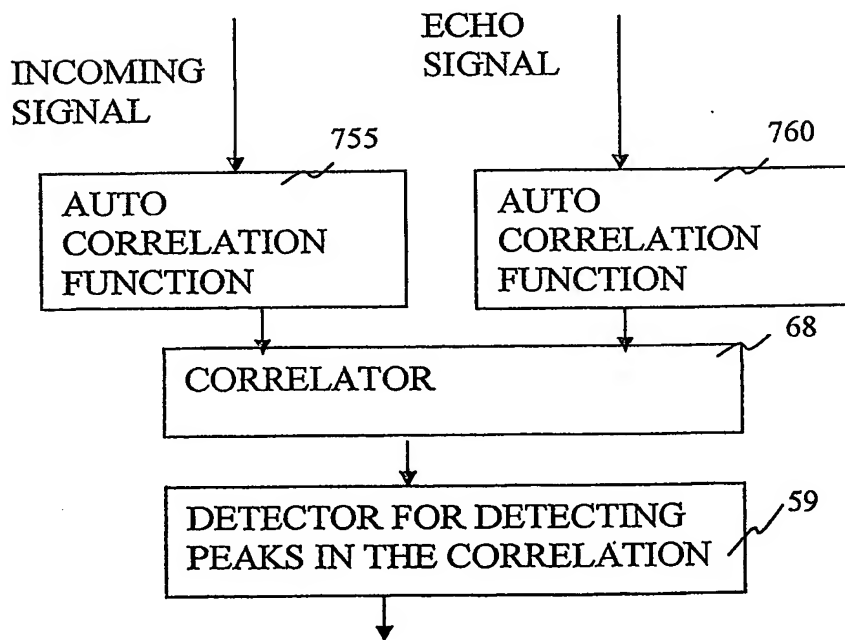 INCOMING
SIGNAL
ECHO
SIGNAL
755
760
AUTO
CORRELATION
FUNCTION
AUTO
CORRELATION
FUNCTION
68
CORRELATOR
59
DETECTOR FOR DETECTING
PEAKS IN THE CORRELATION